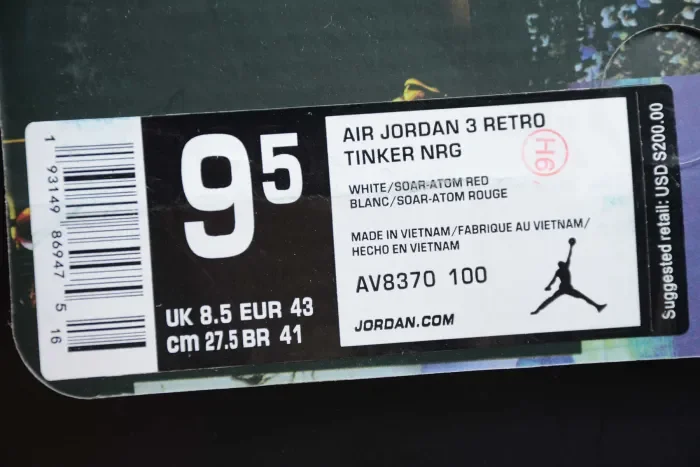 1 93149 86947 5 16
95
UK 8.5 EUR 43
cm 27.5 BR 41
AIR JORDAN 3 RETRO
TINKER NRG
H6
WHITE/SOAR-ATOM RED
BLANC/SOAR-ATOM ROUGE
MADE IN VIETNAM/FABRIQUE AU VIETNAM/
HECHO EN VIETNAM
AV8370 100
JORDAN.COM
Suggested retail: USD $200.00